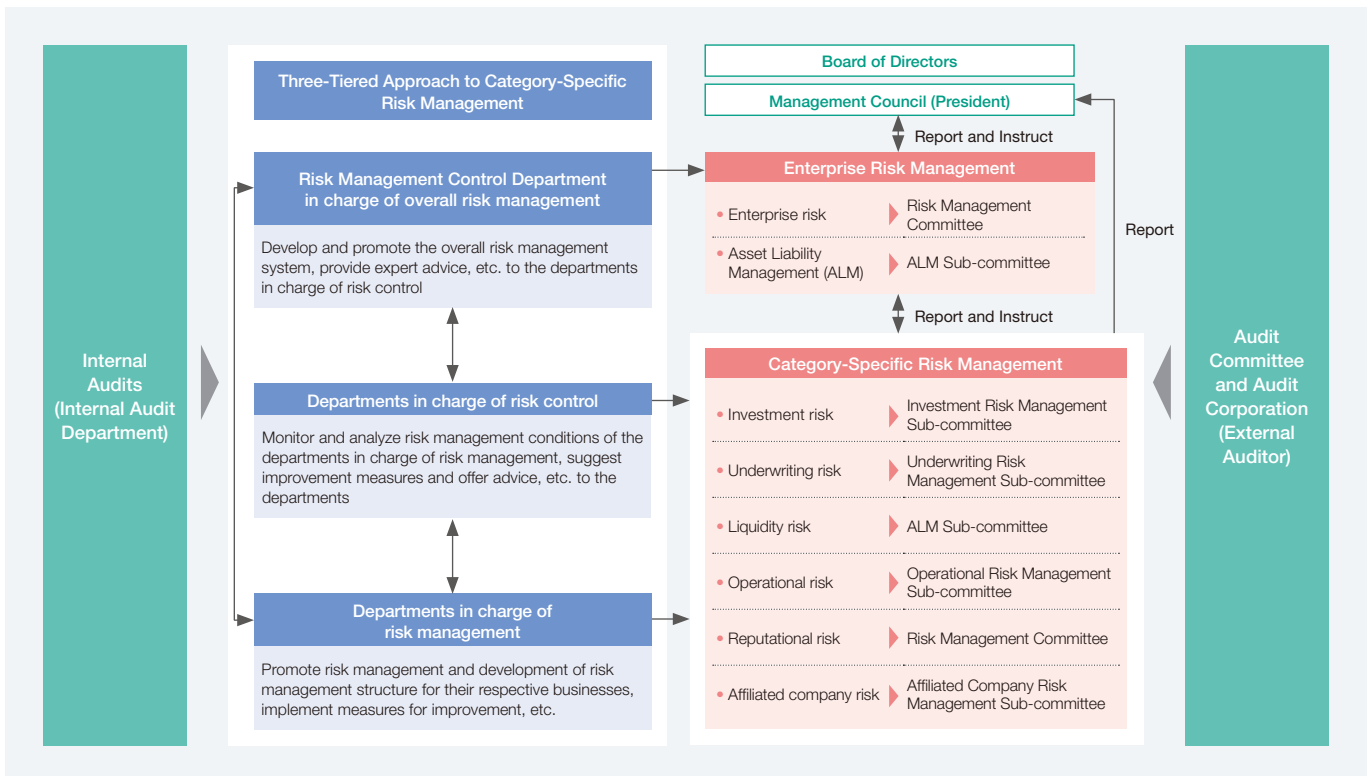 Internal
Audits
(Internal Audit
Department)
Three-Tiered Approach to Category-Specific
Risk Management
Risk Management Control Department
in charge of overall risk management
Develop and promote the overall risk management
system, provide expert advice, etc. to the departments
in charge of risk control
Departments in charge of risk control
Monitor and analyze risk management conditions of the
departments in charge of risk management, suggest
improvement measures and offer advice, etc. to the
departments
Departments in charge of
risk management
Promote risk management and development of risk
management structure for their respective businesses,
implement measures for improvement, etc.
Board of Directors
Management Council (President)
Report and Instruct
Enterprise Risk Management
• Enterprise risk
Risk Management
Committee
• Asset Liability
Management (ALM)
ALM Sub-committee
Report and Instruct
Report
Category-Specific Risk Management
• Investment risk
Investment Risk Management
Sub-committee
• Underwriting risk
Underwriting Risk
Management Sub-committee
• Liquidity risk
ALM Sub-committee
• Operational risk
Operational Risk Management
Sub-committee
• Reputational risk
Risk Management Committee
• Affiliated company risk
Affiliated Company Risk
Management Sub-committee
Audit
Committee
and Audit
Corporation
(External
Auditor)